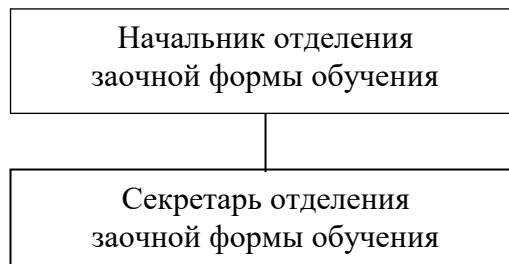 Начальник отделения
заочной формы обучения
Секретарь отделения
заочной формы обучения